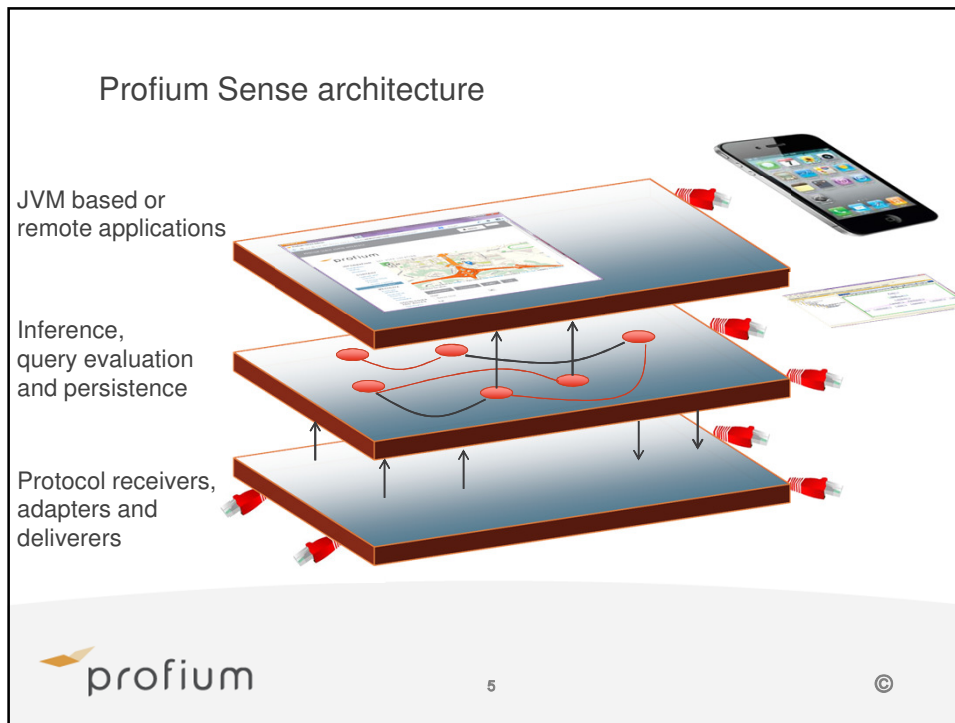 Profium Sense architecture
JVM based or
remote applications
Inference,
query evaluation
and persistence
Protocol receivers,
adapters and
deliverers
profium
profium
5
©